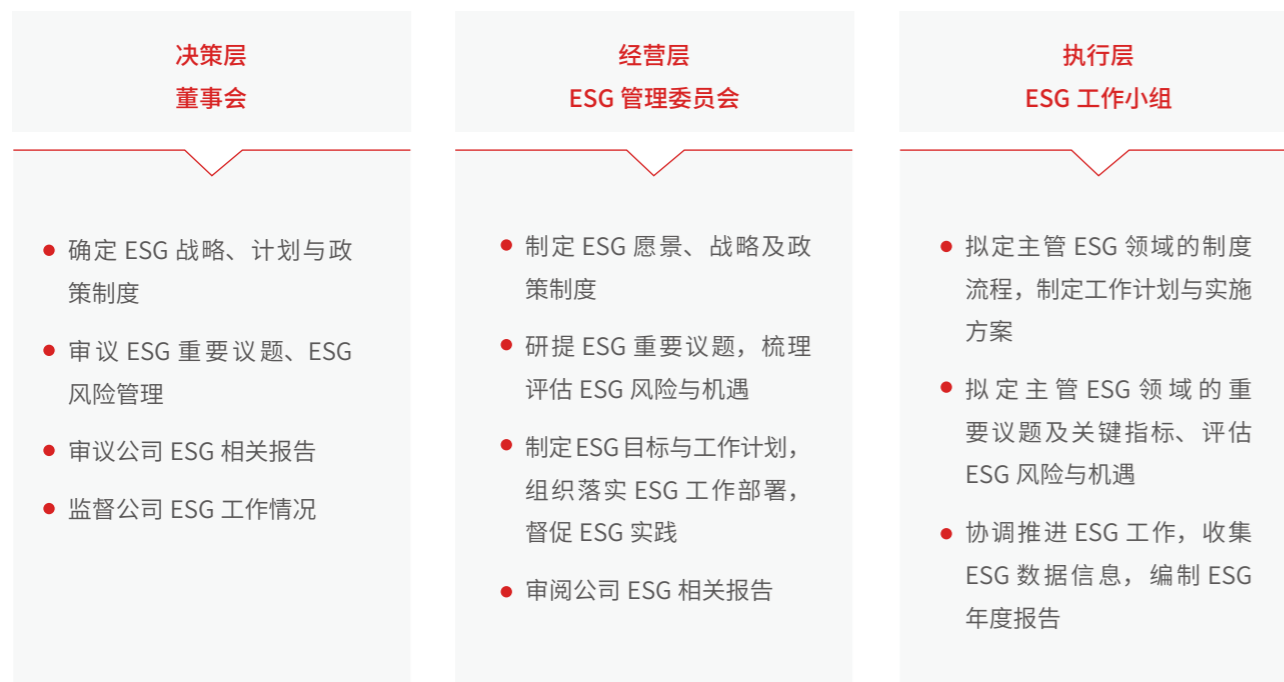 决策层
董事会
确定 ESG 战略、计划与政
策制度
审议 ESG 重要议题、ESG
风险管理
审议公司 ESG 相关报告
监督公司 ESG 工作情况
经营层
ESG 管理委员会
制定 ESG 愿景、战略及政
策制度
研提 ESG 重要议题，梳理
评估 ESG 风险与机遇
制定ESG目标与工作计划，
组织落实 ESG 工作部署，
督促 ESG 实践
审阅公司 ESG 相关报告
执行层
ESG 工作小组
拟定主管 ESG 领域的制度
流程，制定工作计划与实施
方案
拟定主管 ESG 领域的重
要议题及关键指标、评估
ESG 风险与机遇
协调推进 ESG 工作，收集
ESG 数据信息，编制 ESG
年度报告